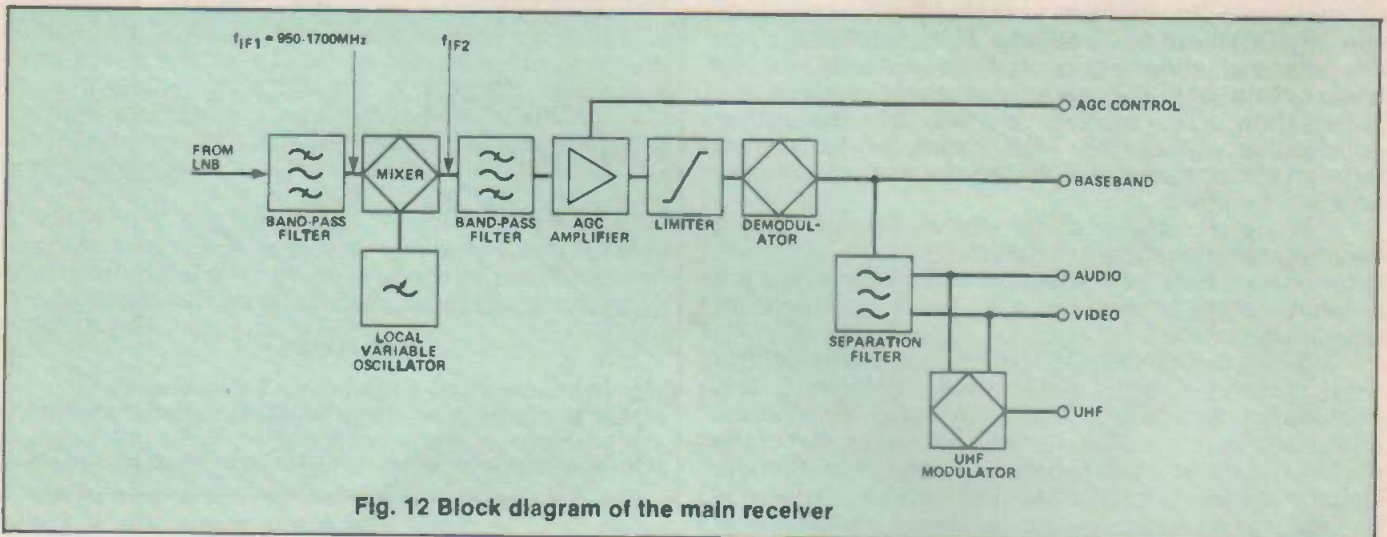 fIF1 = 950-1700MHz
fIF2
FROM
LNB
BAND-PASS
FILTER
MIXER
LOCAL
VARIABLE
OSCILLATOR
BAND-PASS
FILTER
AGC
AMPLIFIER
LIMITER
DEMODUL-
ATOR
SEPARATION
FILTER
UHF
MODULATOR
AGC CONTROL
BASEBAND
AUDIO
VIDEO
UHF
Fig. 12 Block diagram of the main receiver